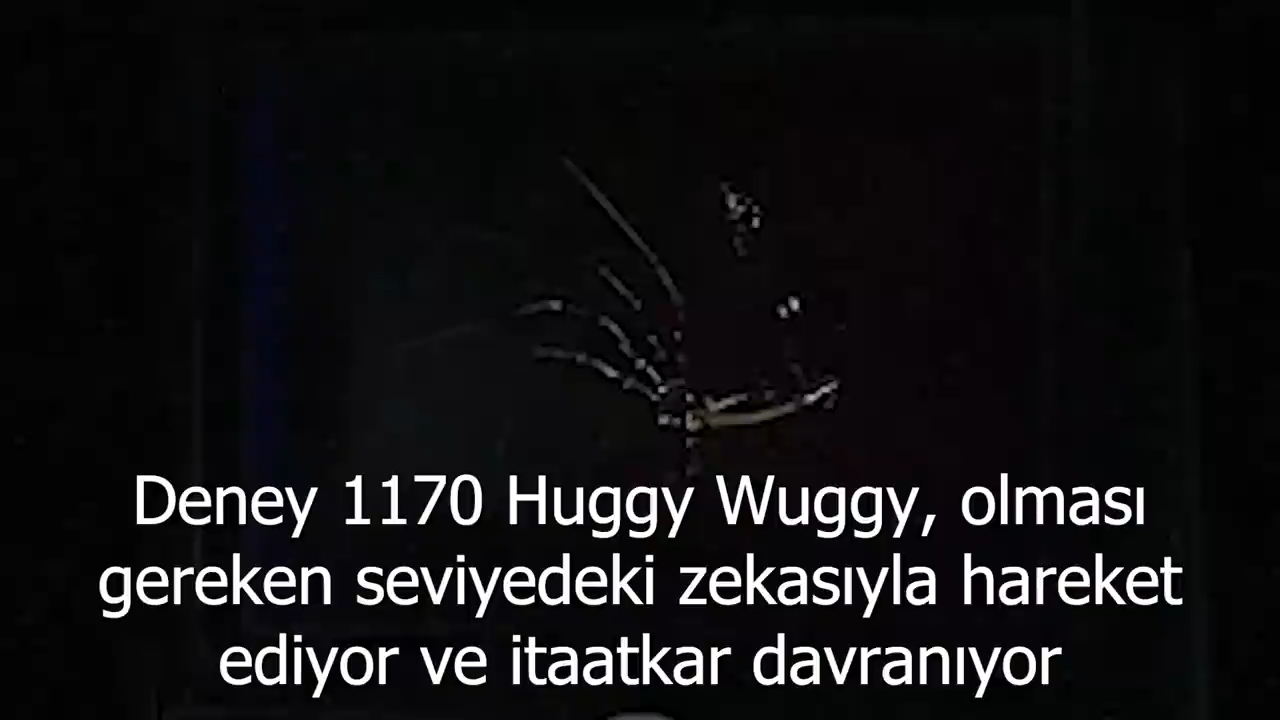 Deney 1170 Huggy Wuggy, olması
gereken seviyedeki zekasıyla hareket
ediyor ve itaatkar davranıyor